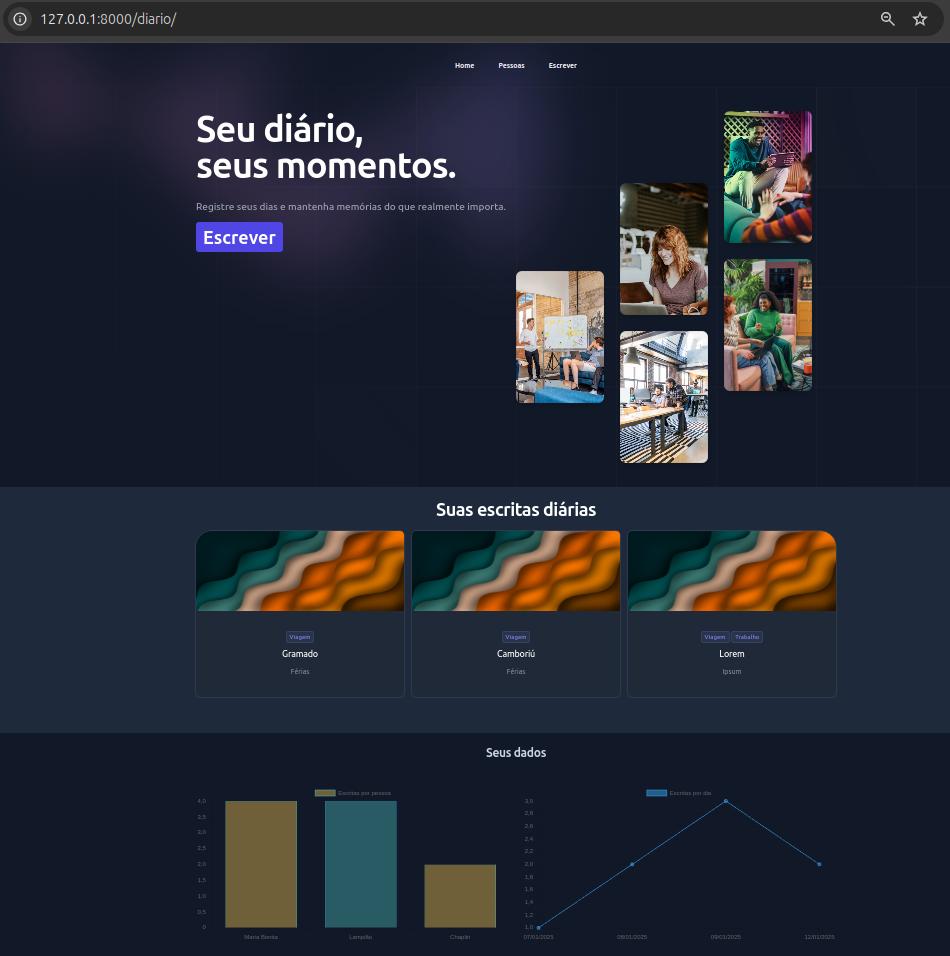 127.0.0.1:8000/diario/
Home Pessoas Escrever
Seu diário,
seus momentos.
Registre seus dias e mantenha memórias do que realmente importa.
Escrever
Suas escritas diárias
Viagem
Gramado
Férias
Viagem
Camboriú
Férias
Viagem Trabalho
Lorem
Ipsum
Seus dados
Escritas por pessoa
4,0
3,5
3,0
2,5
2,0
1,5
1,0
0,5
0
Maria Bonita Lampião Chaplin
Escritas por dia
3,0
2,8
2,6
2,4
2,2
2,0
1,8
1,6
1,4
1,2
1,0
07/01/2025 08/01/2025 09/01/2025 12/01/2025